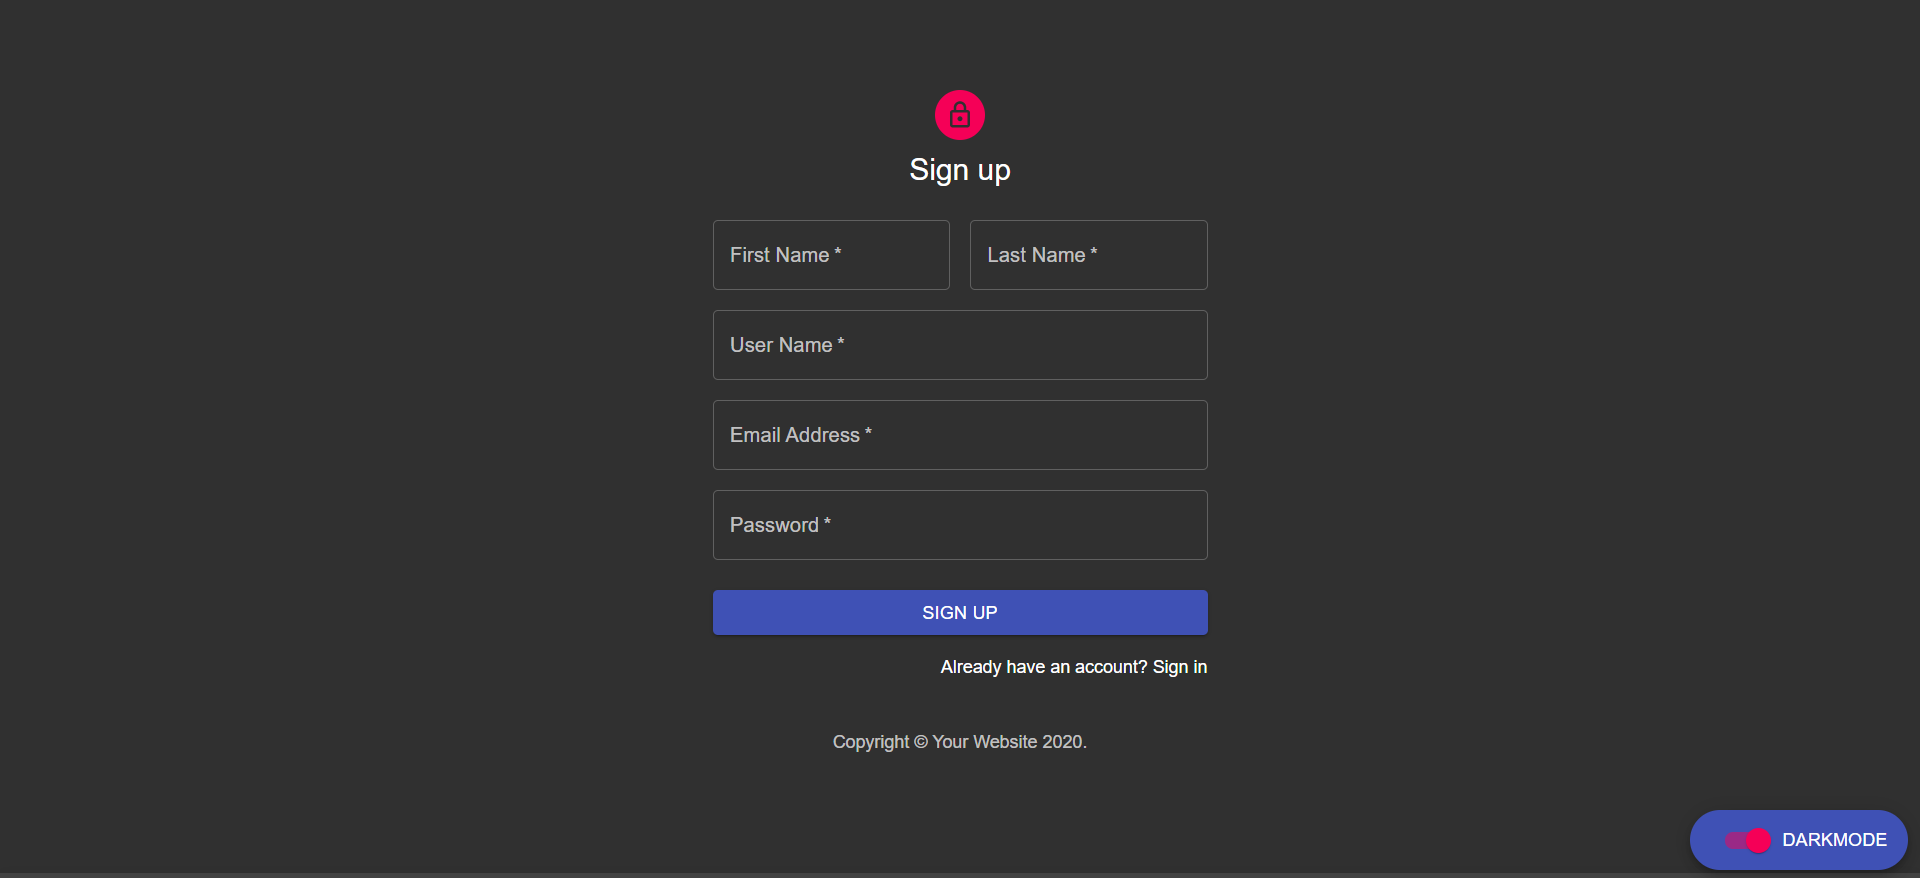 Sign up
First Name *
Last Name *
User Name *
Email Address *
Password *
SIGN UP
Already have an account? Sign in
Copyright © Your Website 2020.
DARKMODE